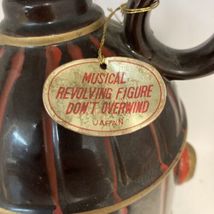 MUSICAL
REVOLVING FIGURE
DON'T OVERWIND
JAPAN